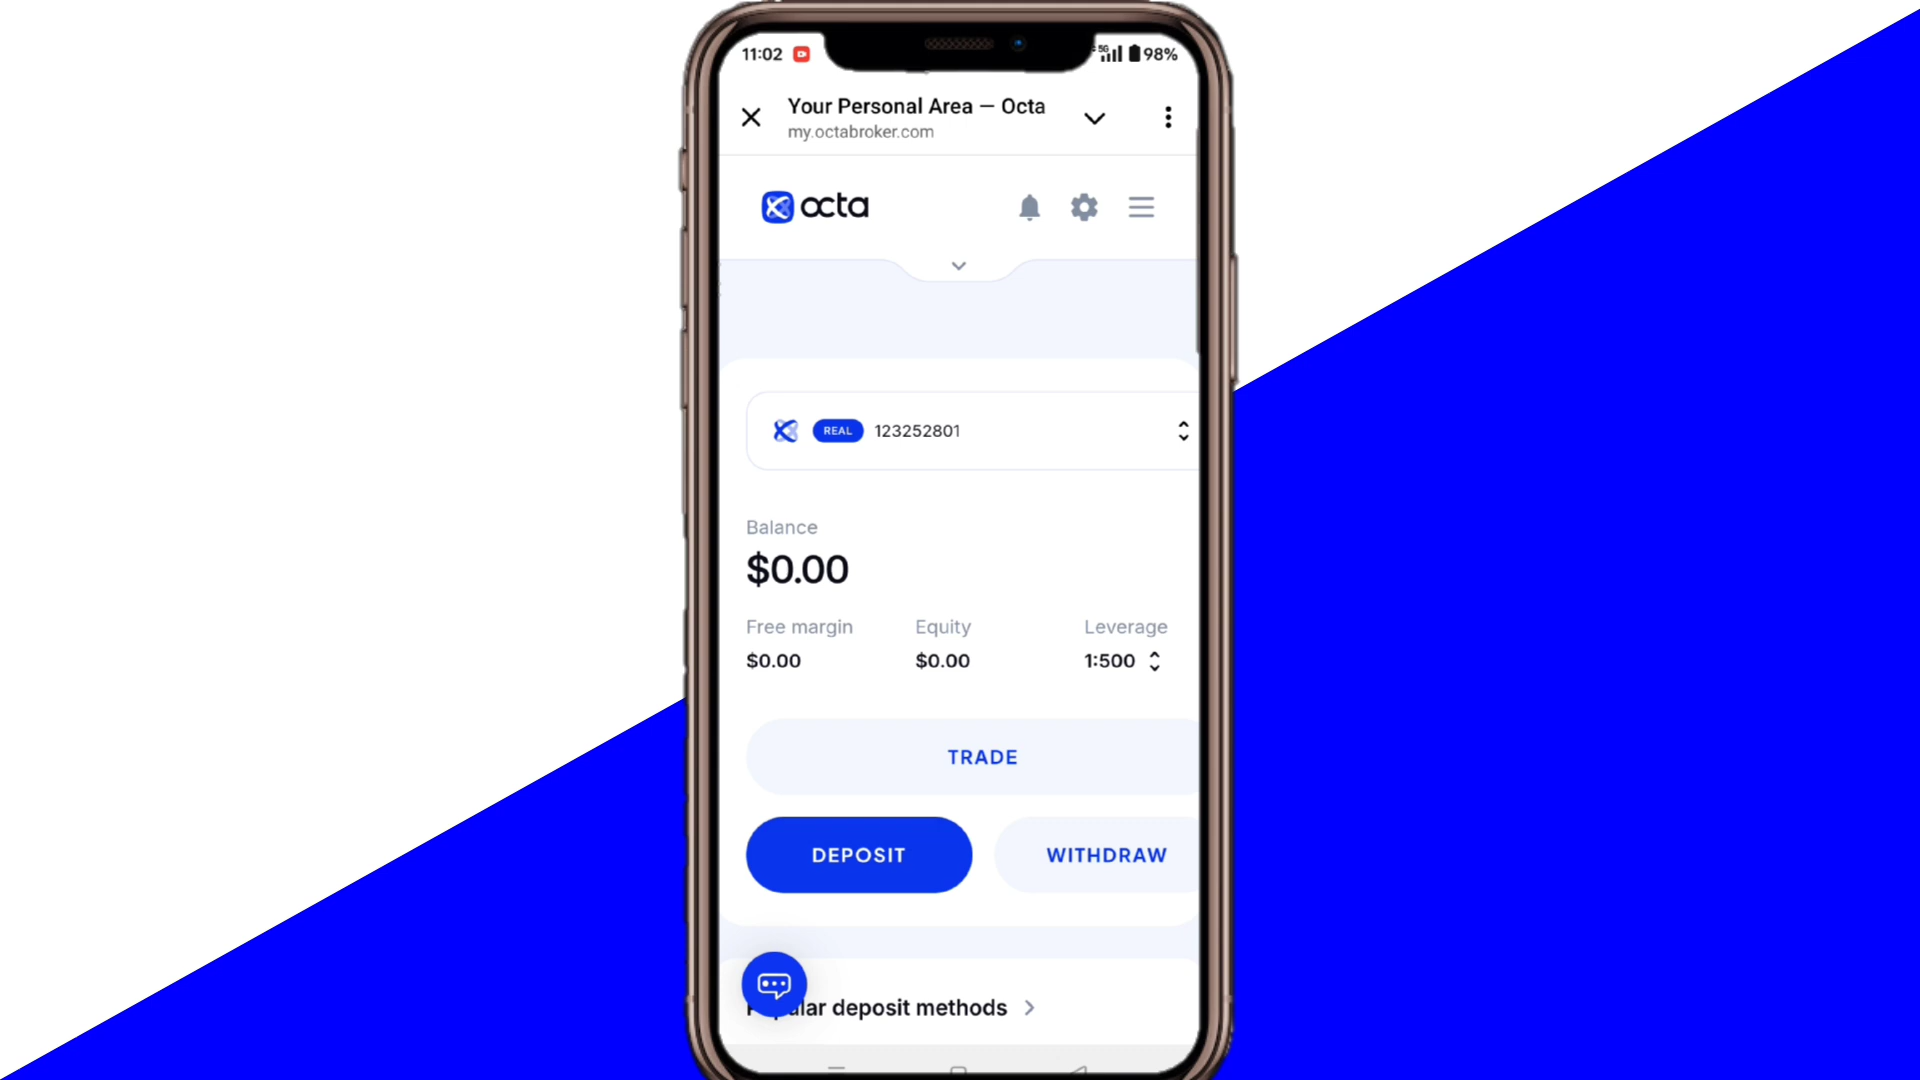 11:02 5G 98%
Your Personal Area — Octa
my.octabroker.com
octa
REAL 123252801
Balance
$0.00
Free margin Equity Leverage
$0.00 $0.00 1:500
TRADE
DEPOSIT WITHDRAW
deposit methods